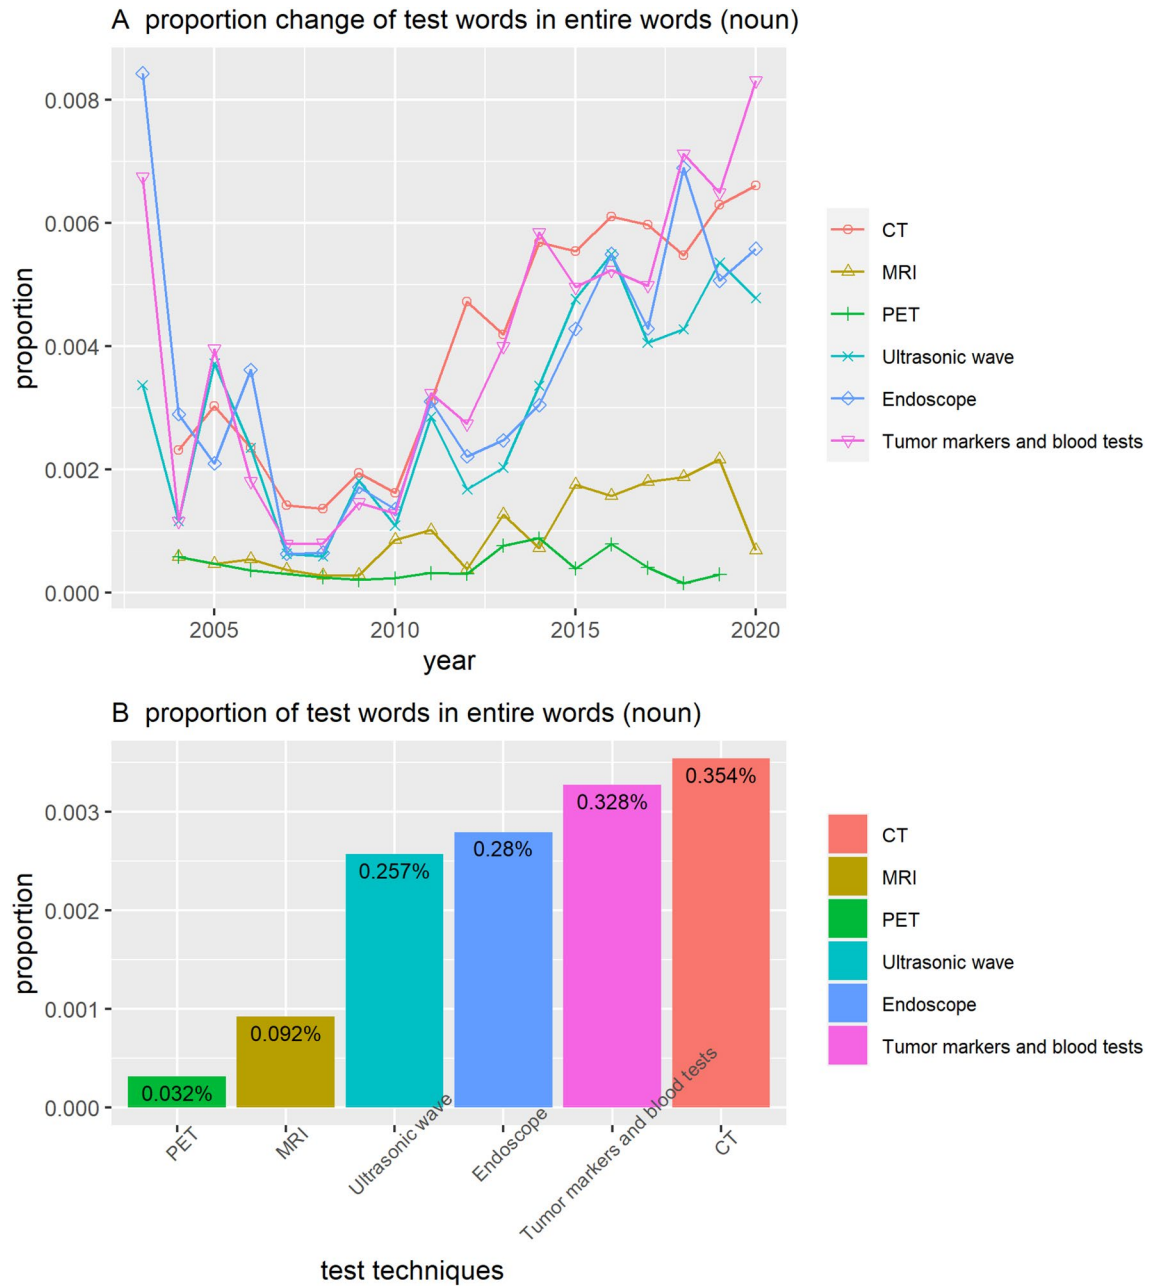 A proportion change of test words in entire words (noun)
0.008
0.006
0.004
0.002
0.000
proportion
2005 2010 2015 2020
year
CT
MRI
PET
Ultrasonic wave
Endoscope
Tumor markers and blood tests
B proportion of test words in entire words (noun)
0.003
0.002
0.001
0.000
proportion
0.032%
0.092%
0.257%
0.28%
0.328%
0.354%
PET
MRI
Ultrasonic wave
Endoscope
Tumor markers and blood tests
CT
test techniques
CT
MRI
PET
Ultrasonic wave
Endoscope
Tumor markers and blood tests